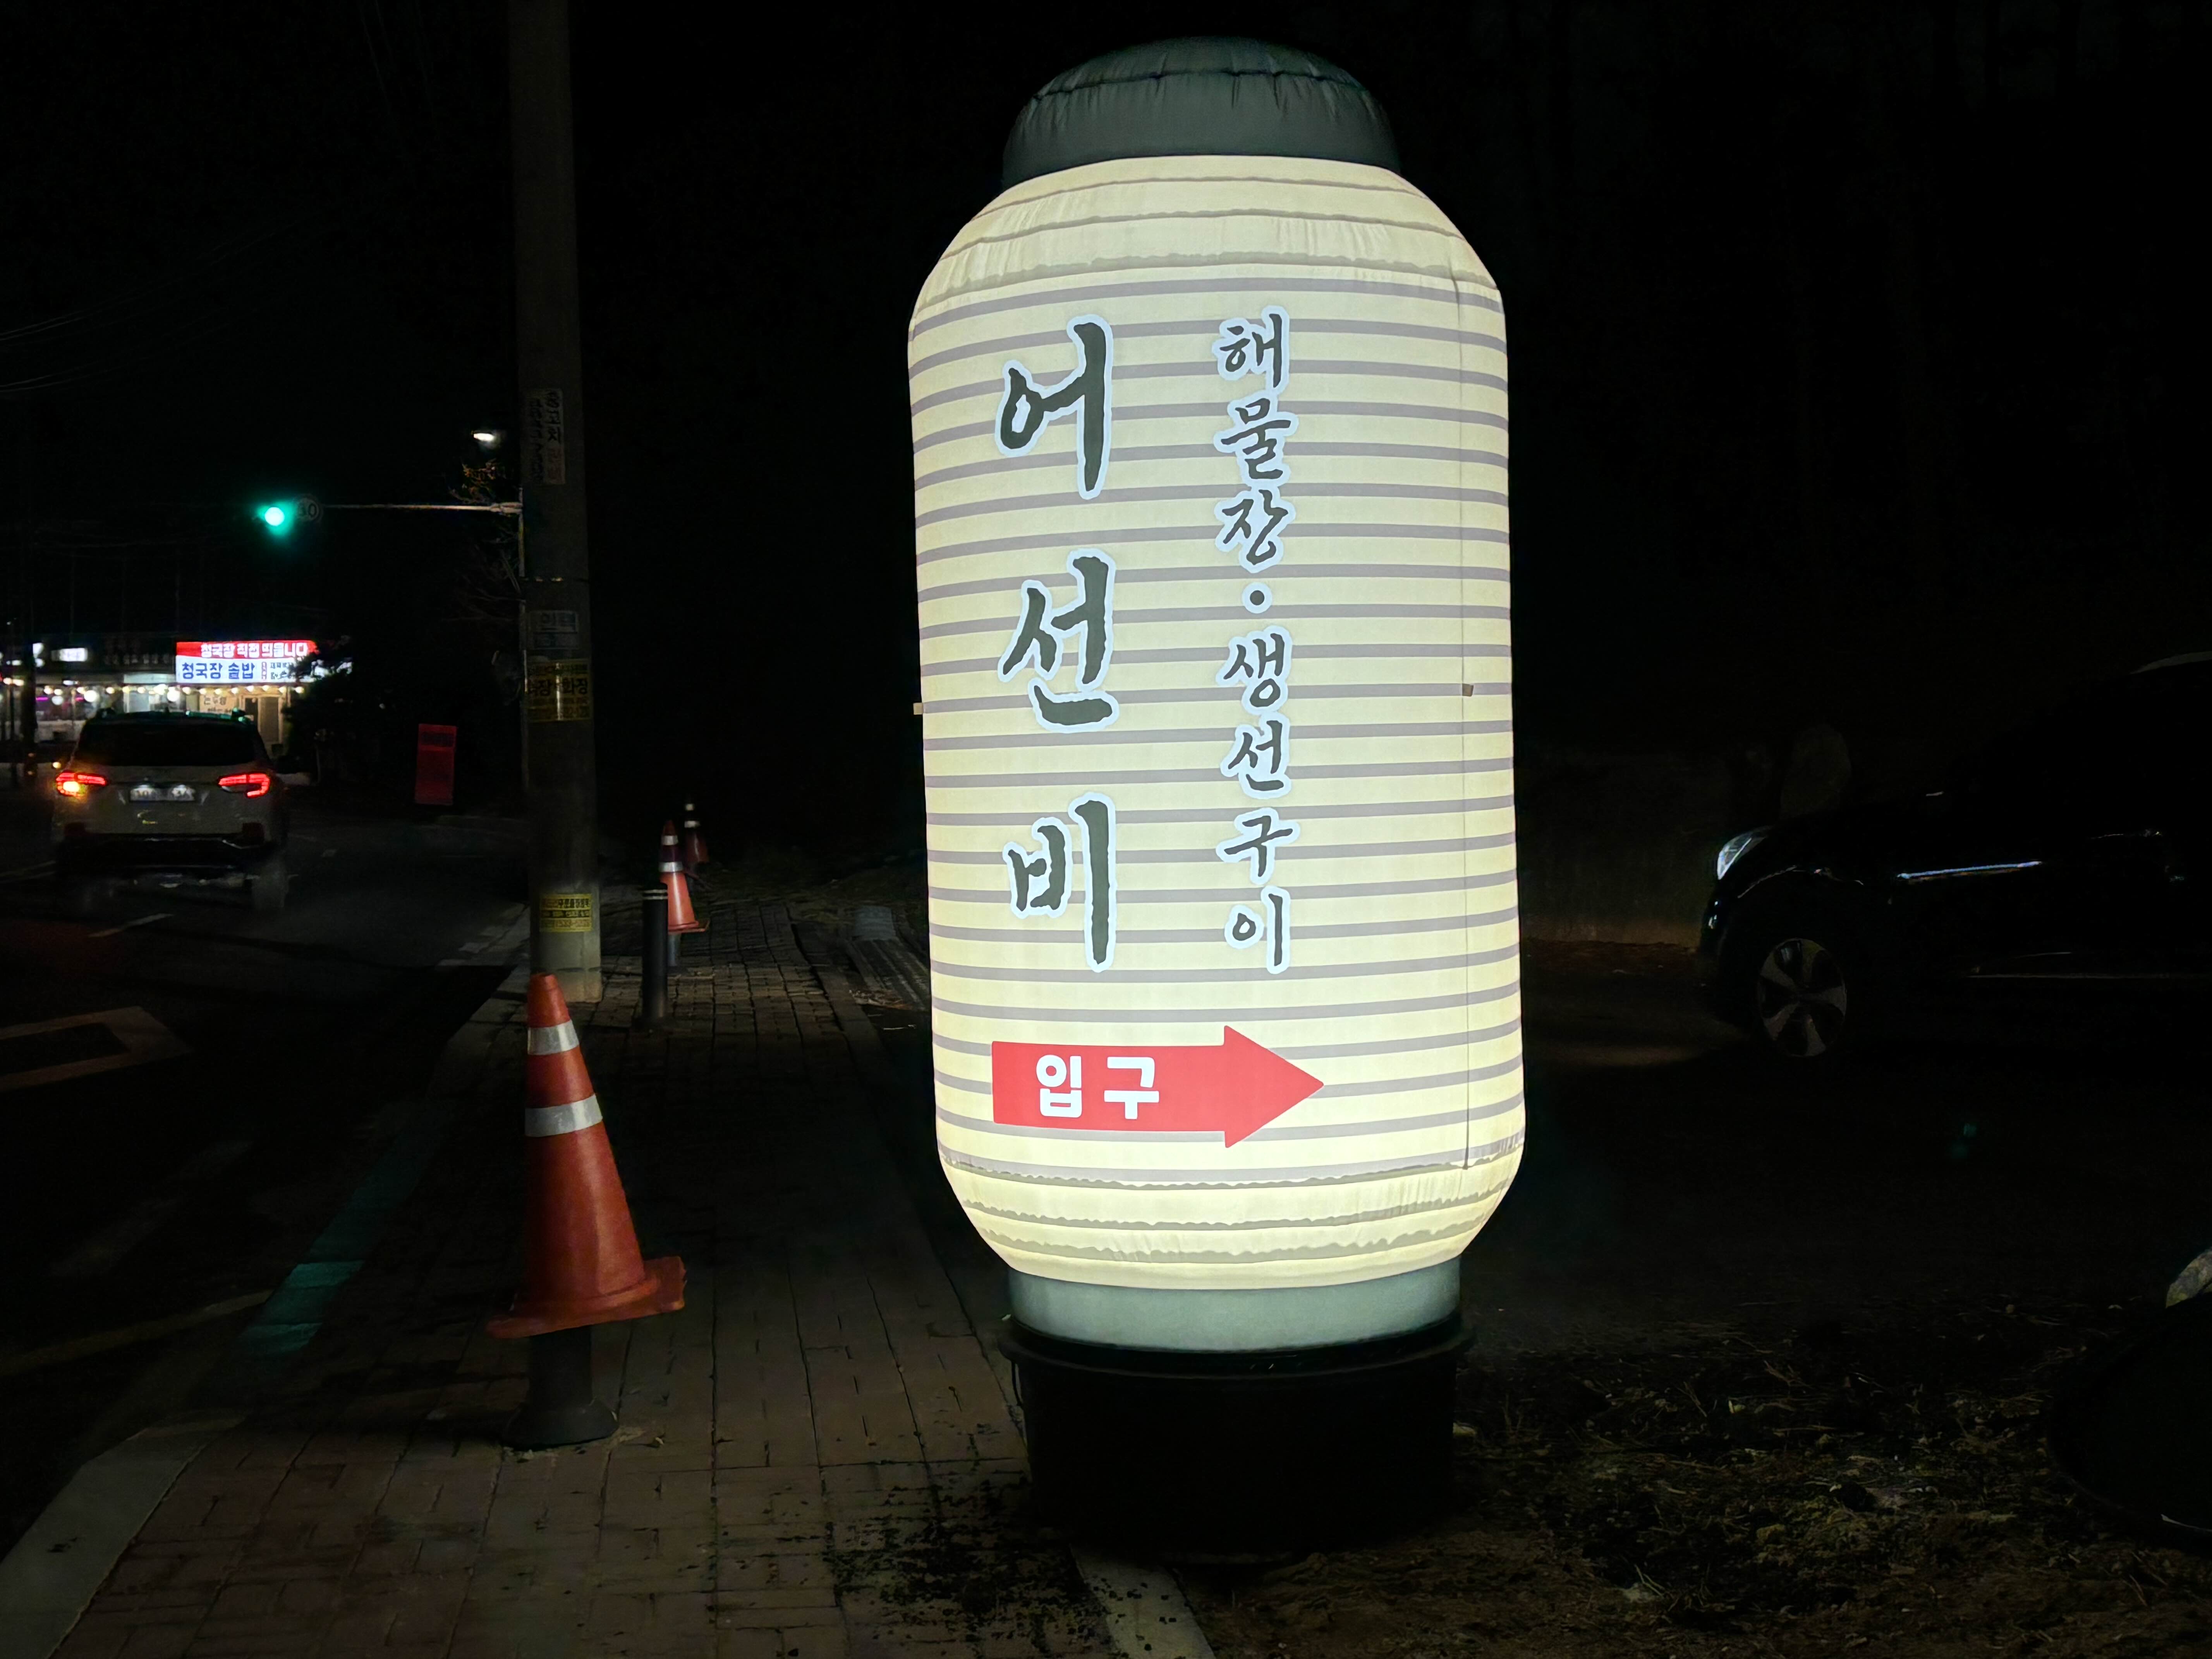 어선비
해물장·생선구이
입구
청국장 직접 띄웁니다
청국장 솥밥
30